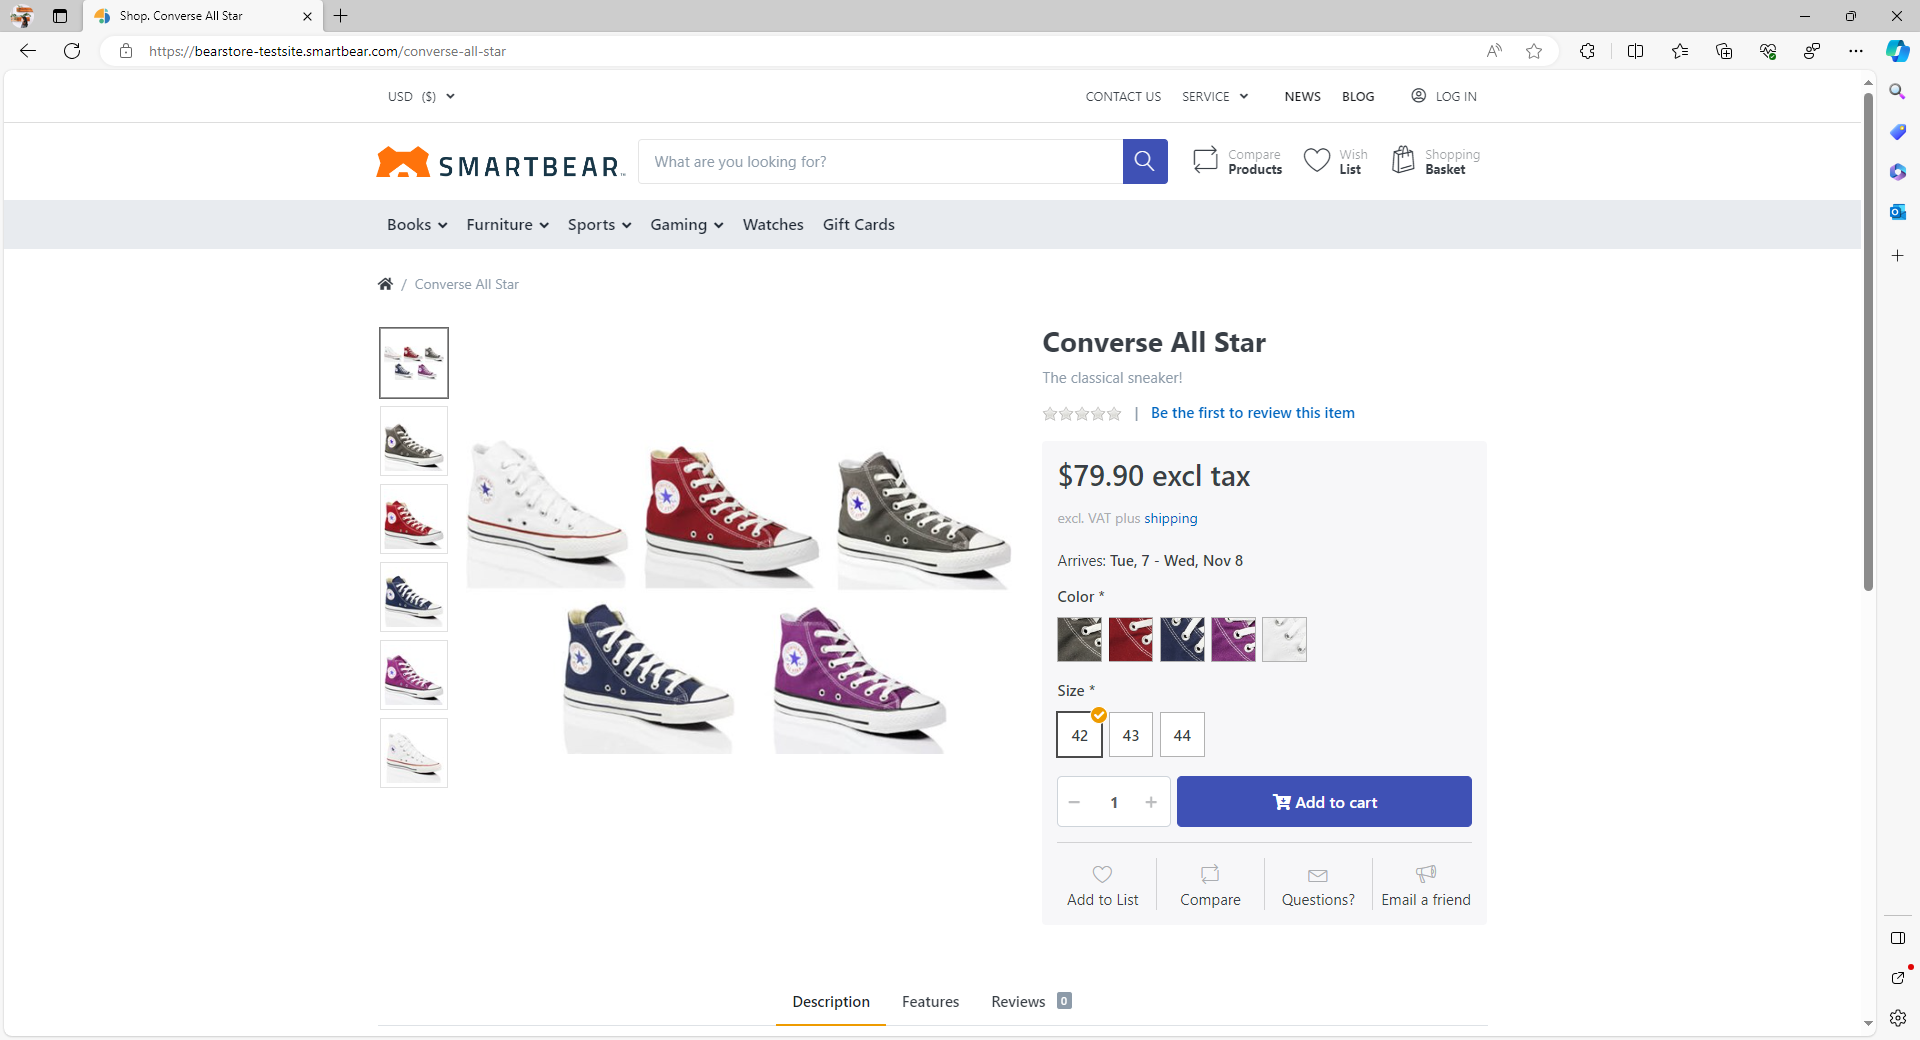 Shop. Converse All Star
https://bearstore-testsite.smartbear.com/converse-all-star
USD ($)
CONTACT US SERVICE NEWS BLOG LOG IN
SMARTBEAR
What are you looking for?
Compare Products
Wish List
Shopping Basket
Books Furniture Sports Gaming Watches Gift Cards
/ Converse All Star
Converse All Star
The classical sneaker!
| Be the first to review this item
$79.90 excl tax
excl. VAT plus shipping
Arrives: Tue, 7 - Wed, Nov 8
Color *
Size *
42 43 44
1
Add to cart
Add to List Compare Questions? Email a friend
Description Features Reviews 0